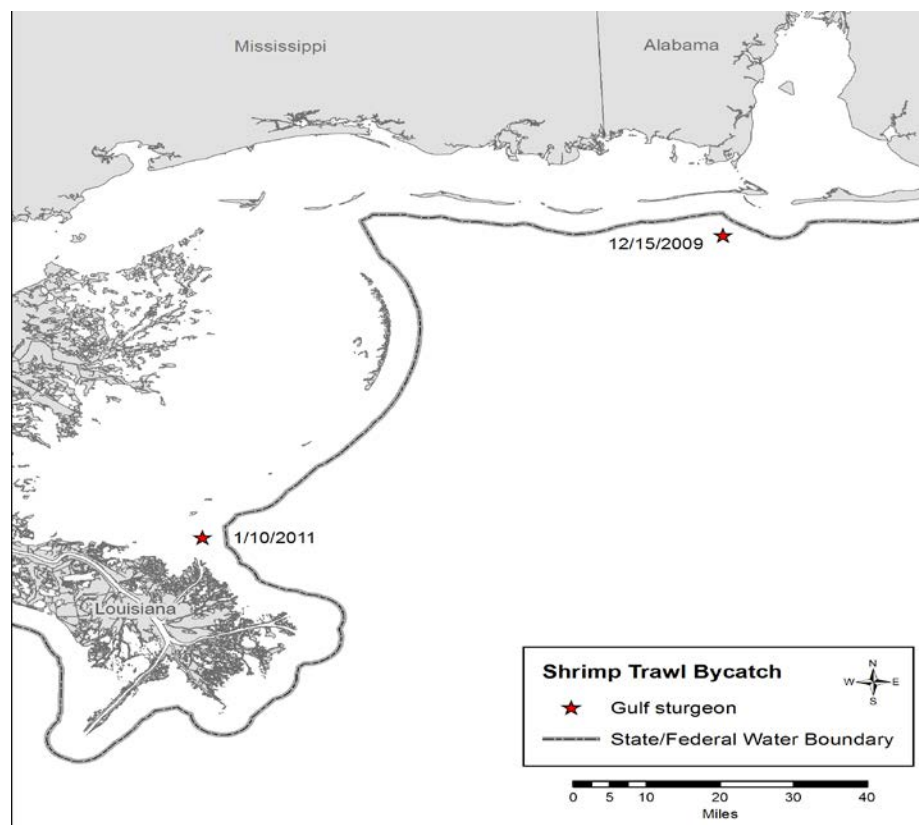 Mississippi
Alabama
12/15/2009
1/10/2011
Louisiana
Shrimp Trawl Bycatch
N
W E
S
Gulf sturgeon
State/Federal Water Boundary
0 5 10 20 30 40
Miles